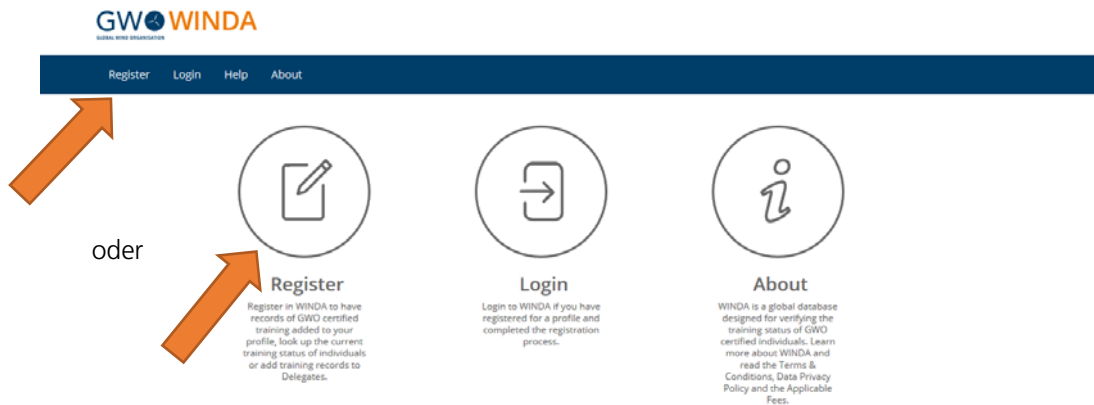 GWO WINDA
GLOBAL WIND ORGANISATION
Register Login Help About
oder
Register
Register in WINDA to have
records of GWO certified
training added to your
profile, look up the current
training status of individuals
or add training records to
Delegates.
Login
Login to WINDA if you have
registered for a profile and
completed the registration
process.
About
WINDA is a global database
designed for verifying the
training status of GWO
certified individuals. Learn
more about WINDA and
read the Terms &
Conditions, Data Privacy
Policy and the Applicable
Fees.